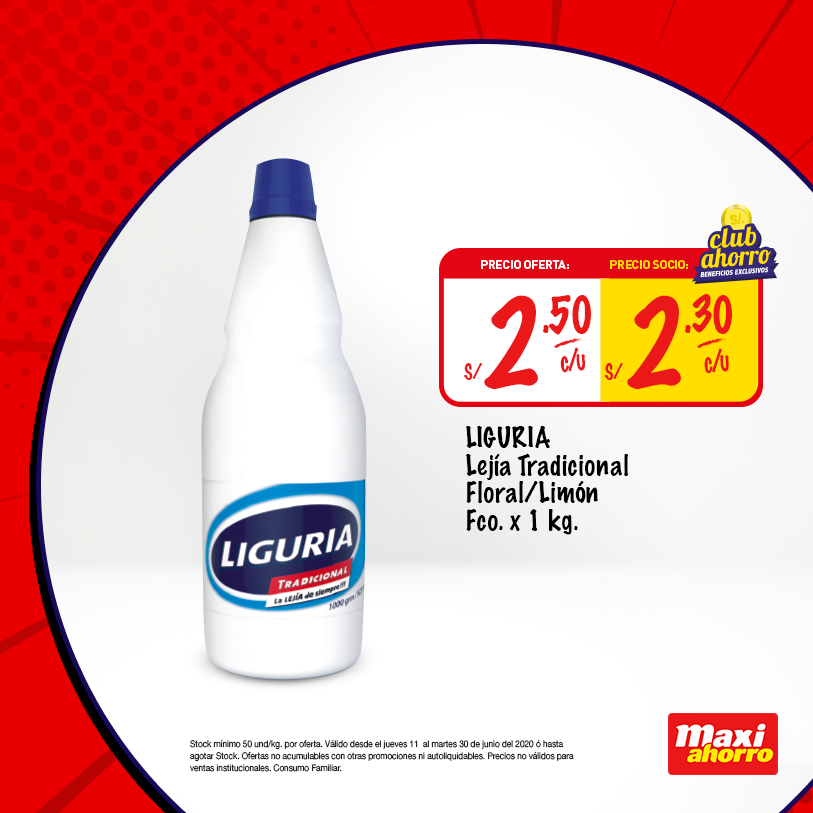 S/.
club
ahorro
BENEFICIOS EXCLUSIVOS
PRECIO OFERTA: PRECIO SOCIO:
S/ 2.50 c/u S/ 2.30 c/u
LIGURIA
Lejía Tradicional
Floral/Limón
Fco. x 1 kg.
LIGURIA
TRADICIONAL
La LEJÍA de siempre!!!
1000 grm
maxi
ahorro
Stock mínimo 50 und/kg. por oferta. Válido desde el jueves 11 al martes 30 de junio del 2020 ó hasta
agotar Stock. Ofertas no acumulables con otras promociones ni autoliquidables. Precios no válidos para
ventas institucionales. Consumo Familiar.